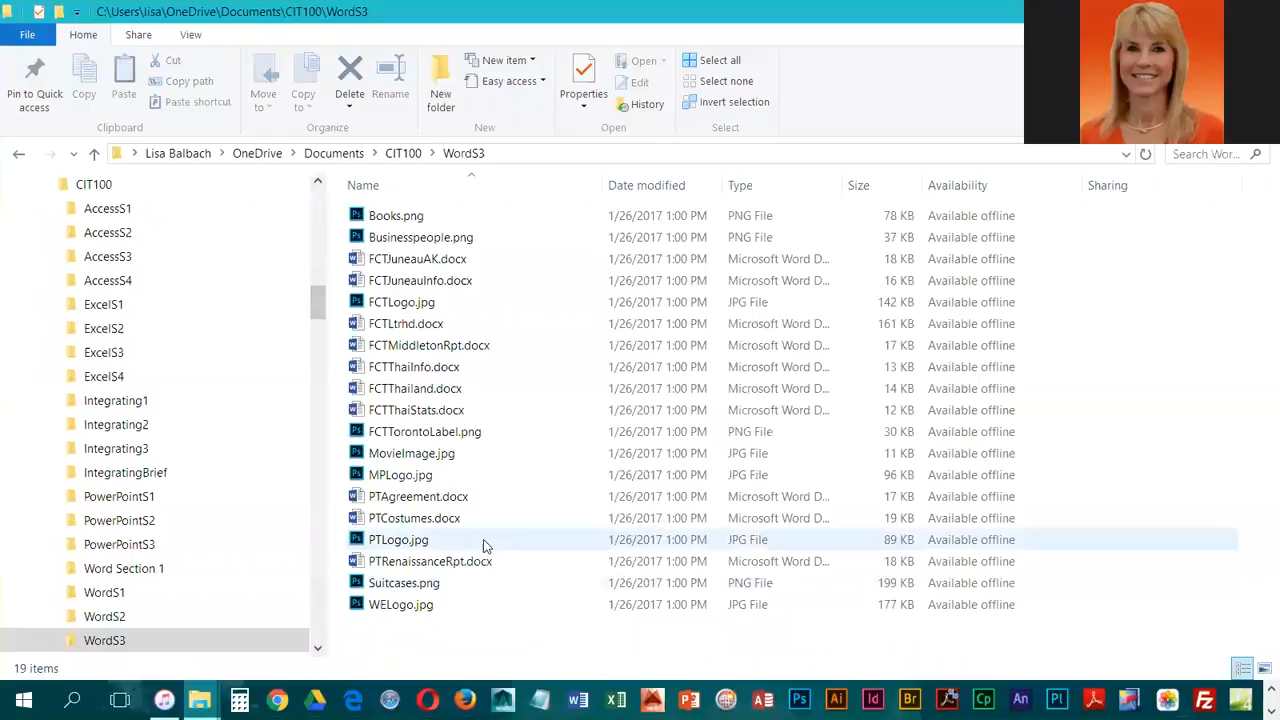 C:\Users\lisa\OneDrive\Documents\CIT100\WordS3
File Home Share View
Pin to Quick access
Copy
Paste
Cut
Copy path
Paste shortcut
Clipboard
Move to
Copy to
Delete
Rename
Organize
New folder
New item
Easy access
New
Properties
Open
Edit
History
Open
Select all
Select none
Invert selection
Select
Lisa Balbach OneDrive Documents CIT100 WordS3
Search Wor...
CIT100
AccessS1
AccessS2
AccessS3
AccessS4
ExcelS1
ExcelS2
ExcelS3
ExcelS4
Integrating1
Integrating2
Integrating3
IntegratingBrief
PowerPointS1
PowerPointS2
PowerPointS3
Word Section 1
WordS1
WordS2
WordS3
Name Date modified Type Size Availability Sharing
Books.png 1/26/2017 1:00 PM PNG File 78 KB Available offline
Businesspeople.png 1/26/2017 1:00 PM PNG File 37 KB Available offline
FCTJuneauAK.docx 1/26/2017 1:00 PM Microsoft Word D... 18 KB Available offline
FCTJuneauInfo.docx 1/26/2017 1:00 PM Microsoft Word D... 16 KB Available offline
FCTLogo.jpg 1/26/2017 1:00 PM JPG File 142 KB Available offline
FCTLtrhd.docx 1/26/2017 1:00 PM Microsoft Word D... 161 KB Available offline
FCTMiddletonRpt.docx 1/26/2017 1:00 PM Microsoft Word D... 17 KB Available offline
FCTThaiInfo.docx 1/26/2017 1:00 PM Microsoft Word D... 13 KB Available offline
FCTThailand.docx 1/26/2017 1:00 PM Microsoft Word D... 14 KB Available offline
FCTThaiStats.docx 1/26/2017 1:00 PM Microsoft Word D... 12 KB Available offline
FCTTorontoLabel.png 1/26/2017 1:00 PM PNG File 30 KB Available offline
MovieImage.jpg 1/26/2017 1:00 PM JPG File 11 KB Available offline
MPLogo.jpg 1/26/2017 1:00 PM JPG File 96 KB Available offline
PTAgreement.docx 1/26/2017 1:00 PM Microsoft Word D... 17 KB Available offline
PTCostumes.docx 1/26/2017 1:00 PM Microsoft Word D... 19 KB Available offline
PTLogo.jpg 1/26/2017 1:00 PM JPG File 89 KB Available offline
PTRenaissanceRpt.docx 1/26/2017 1:00 PM Microsoft Word D... 18 KB Available offline
Suitcases.png 1/26/2017 1:00 PM PNG File 199 KB Available offline
WELogo.jpg 1/26/2017 1:00 PM JPG File 177 KB Available offline
19 items
Ps Ai Id Br Cp An Pl Fz